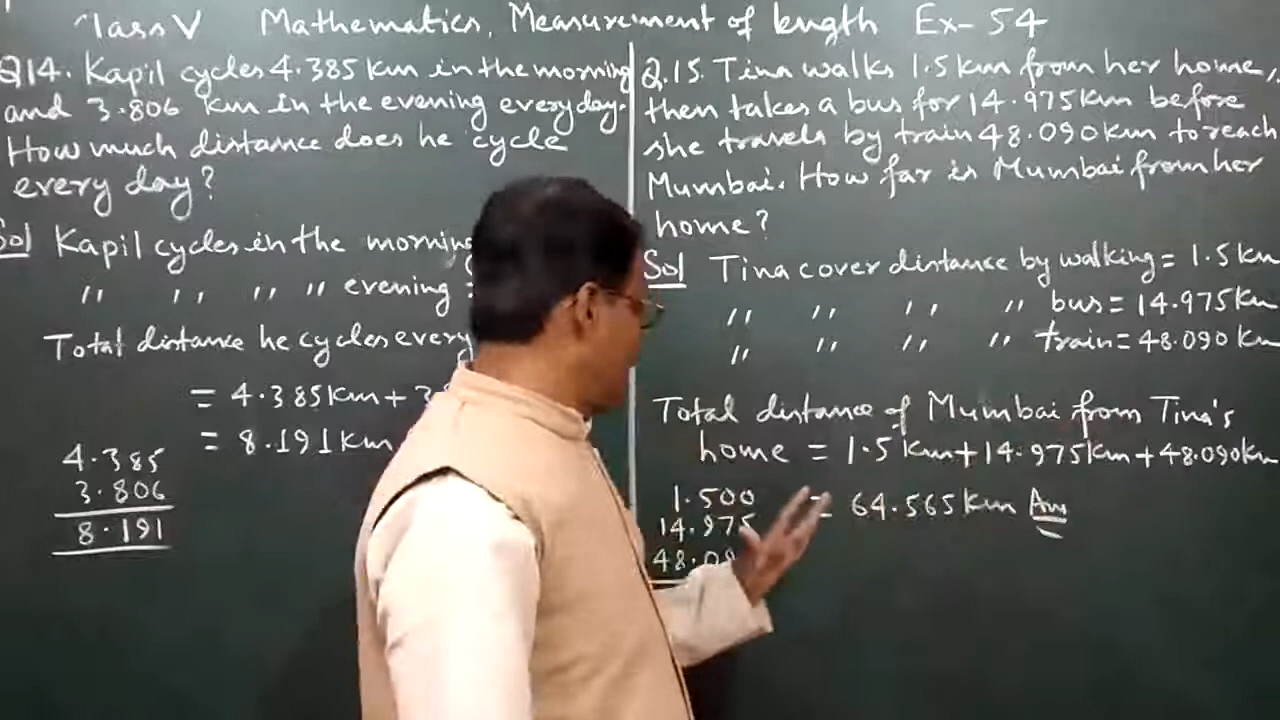 Class V Mathematics, Measurement of length Ex-54
Q14. Kapil cycles 4.385 km in the morning
and 3.806 km in the evening everyday.
How much distance does he cycle
every day?
Sol Kapil cycles in the morning
" " " " evening =
Total distance he cycles every
= 4.385 km + 3
= 8.191 km
4.385
3.806
8.191
Q.15. Tina walks 1.5 km from her home,
then takes a bus for 14.975 km before
she travels by train 48.090 km to reach
Mumbai. How far is Mumbai from her
home?
Sol Tina cover distance by walking = 1.5 km
" " " " bus = 14.975 km
" " " " train = 48.090 km
Total distance of Mumbai from Tina's
home = 1.5 km + 14.975 km + 48.090 km
= 64.565 km Ans
1.500
14.975
48.09